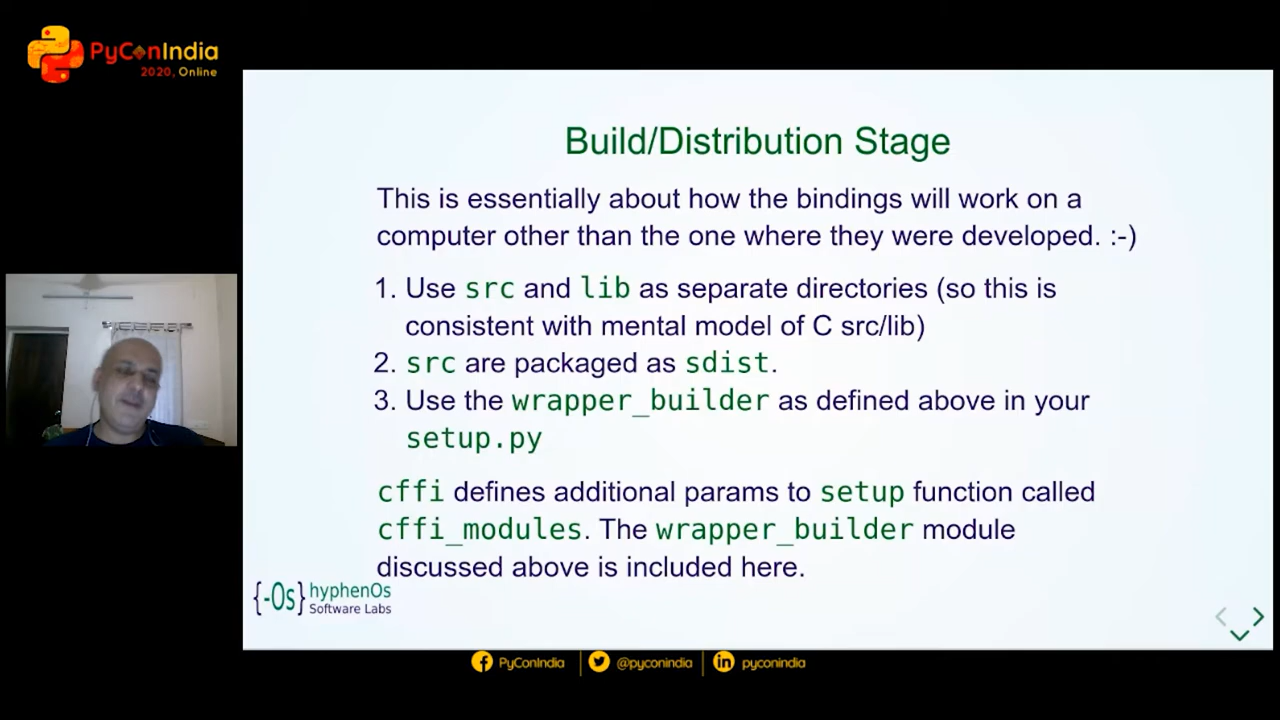 PyConIndia
2020, Online
Build/Distribution Stage
This is essentially about how the bindings will work on a
computer other than the one where they were developed. :-)
1. Use src and lib as separate directories (so this is
consistent with mental model of C src/lib)
2. src are packaged as sdist.
3. Use the wrapper_builder as defined above in your
setup.py
cffi defines additional params to setup function called
cffi_modules. The wrapper_builder module
discussed above is included here.
{-Os} hyphenOs
Software Labs
PyConIndia @pyconindia pyconindia